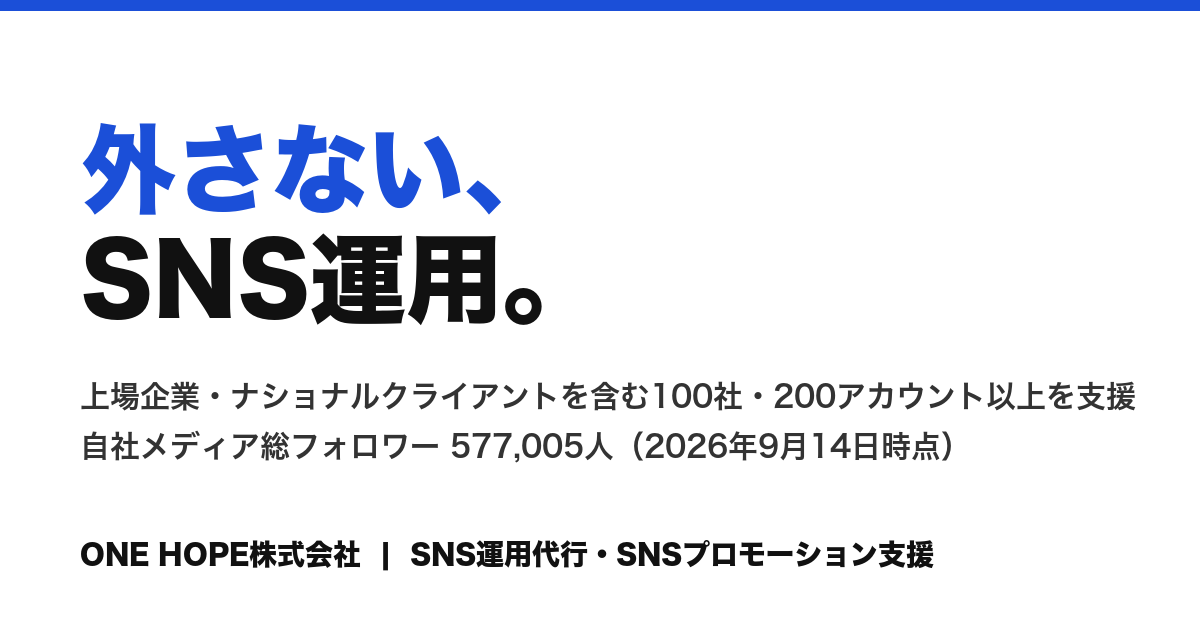 外さない、
SNS運用。
上場企業・ナショナルクライアントを含む100社・200アカウント以上を支援
自社メディア総フォロワー 577,005人（2026年9月14日時点）
ONE HOPE株式会社 | SNS運用代行・SNSプロモーション支援